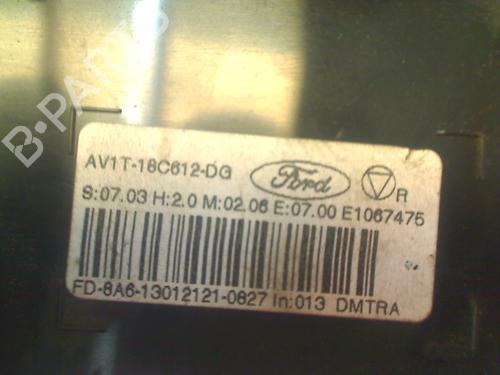 B-PARTS
AV1T-18C612-DG Ford R
S:07.03 H:2.0 M:02.06 E:07.00 E1067475
FD-8A6-13012121-0827 In:013 DMTRA